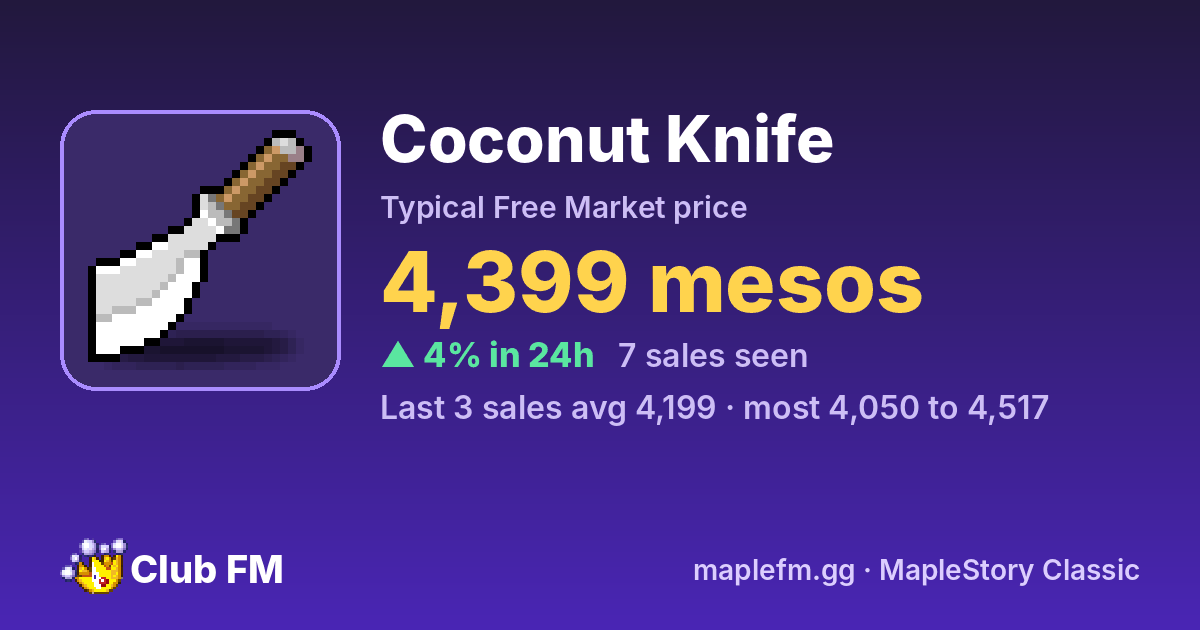 Coconut Knife
Typical Free Market price
4,399 mesos
▲ 4% in 24h 7 sales seen
Last 3 sales avg 4,199 · most 4,050 to 4,517
Club FM
maplefm.gg · MapleStory Classic